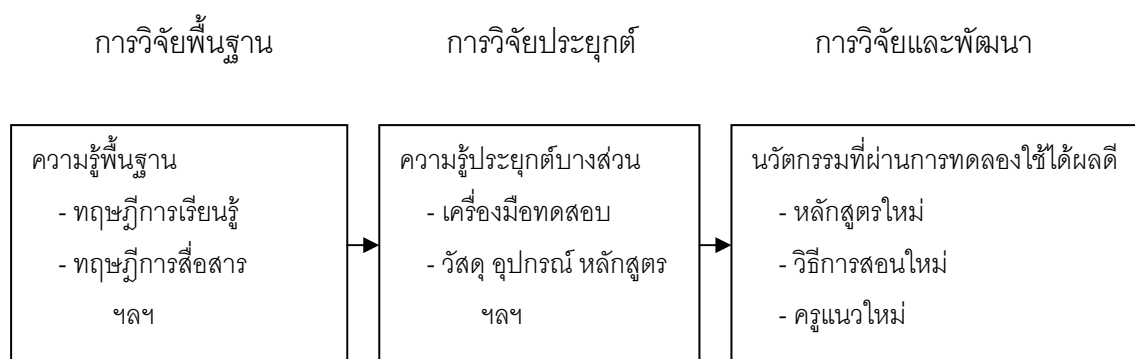 การวิจัยพื้นฐาน
การวิจัยประยุกต์
การวิจัยและพัฒนา
ความรู้พื้นฐาน
- ทฤษฎีการเรียนรู้
- ทฤษฎีการสื่อสาร
ฯลฯ
ความรู้ประยุกต์บางส่วน
- เครื่องมือทดสอบ
- วัสดุ อุปกรณ์ หลักสูตร
ฯลฯ
นวัตกรรมที่ผ่านการทดลองใช้ได้ผลดี
- หลักสูตรใหม่
- วิธีการสอนใหม่
- ครูแนวใหม่